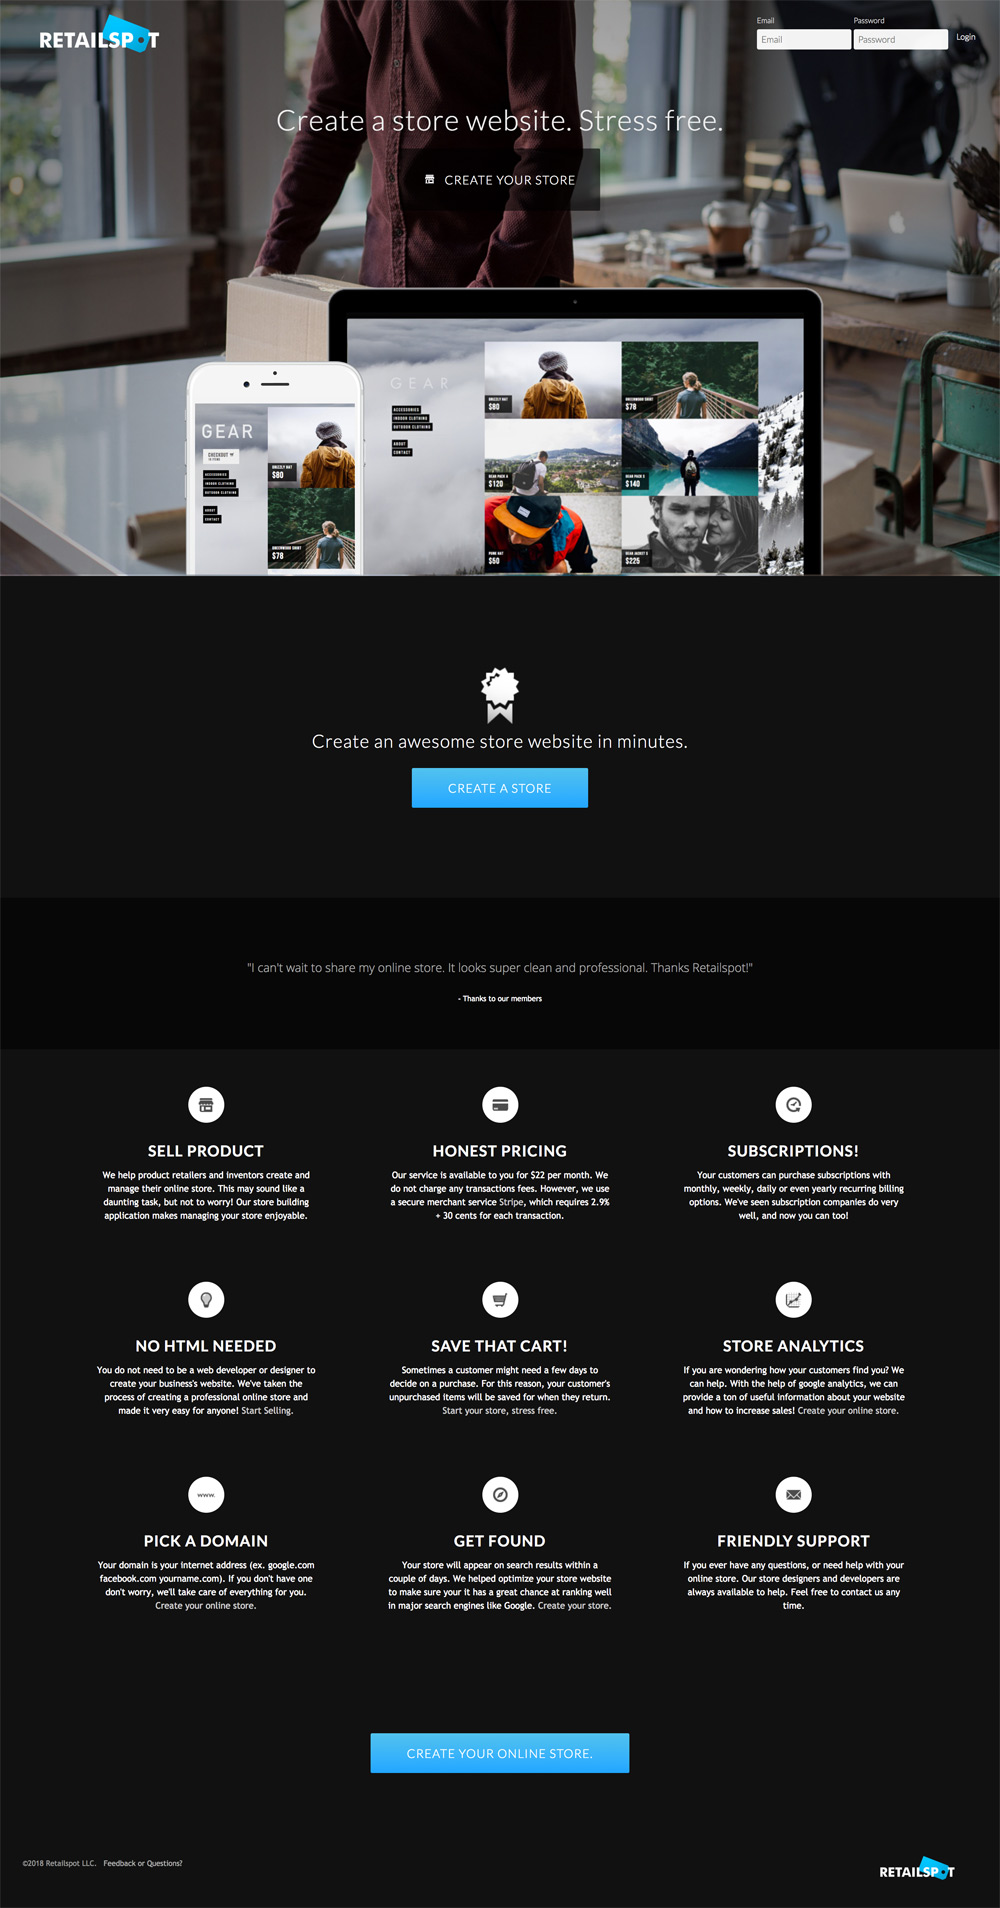 RETAILSPOT
Email
Password
Email
Password
Login
Create a store website. Stress free.
CREATE YOUR STORE
GEAR
ACCESSORIES
INDOOR CLOTHING
OUTDOOR CLOTHING
ABOUT
CONTACT
GRIZZLY HAT
$80
GREENWOOD SHIRT
$78
BEAR PACK 4
$120
BEAR PACK 3
$140
PUNK HAT
$50
BEAR JACKET 5
$225
GEAR
CHECKOUT
ACCESSORIES
INDOOR CLOTHING
OUTDOOR CLOTHING
ABOUT
CONTACT
GRIZZLY HAT
$80
GREENWOOD SHIRT
$78
Create an awesome store website in minutes.
CREATE A STORE
"I can't wait to share my online store. It looks super clean and professional. Thanks Retailspot!"
- Thanks to our members
SELL PRODUCT
We help product retailers and inventors create and
manage their online store. This may sound like a
daunting task, but not to worry! Our store building
application makes managing your store enjoyable.
HONEST PRICING
Our service is available to you for $22 per month. We
do not charge any transactions fees. However, we use
a secure merchant service Stripe, which requires 2.9%
+ 30 cents for each transaction.
SUBSCRIPTIONS!
Your customers can purchase subscriptions with
monthly, weekly, daily or even yearly recurring billing
options. We've seen subscription companies do very
well, and now you can too!
NO HTML NEEDED
You do not need to be a web developer or designer to
create your business's website. We've taken the
process of creating a professional online store and
made it very easy for anyone! Start Selling.
SAVE THAT CART!
Sometimes a customer might need a few days to
decide on a purchase. For this reason, your customer's
unpurchased items will be saved for when they return.
Start your store, stress free.
STORE ANALYTICS
If you are wondering how your customers find you? We
can help. With the help of google analytics, we can
provide a ton of useful information about your website
and how to increase sales! Create your online store.
www.
PICK A DOMAIN
Your domain is your internet address (ex. google.com
facebook.com yourname.com). If you don't have one
don't worry, we'll take care of everything for you.
Create your online store.
GET FOUND
Your store will appear on search results within a
couple of days. We helped optimize your store website
to make sure your it has a great chance at ranking well
in major search engines like Google. Create your store.
FRIENDLY SUPPORT
If you ever have any questions, or need help with your
online store. Our store designers and developers are
always available to help. Feel free to contact us any
time.
CREATE YOUR ONLINE STORE.
©2018 Retailspot LLC. Feedback or Questions?
RETAILSPOT